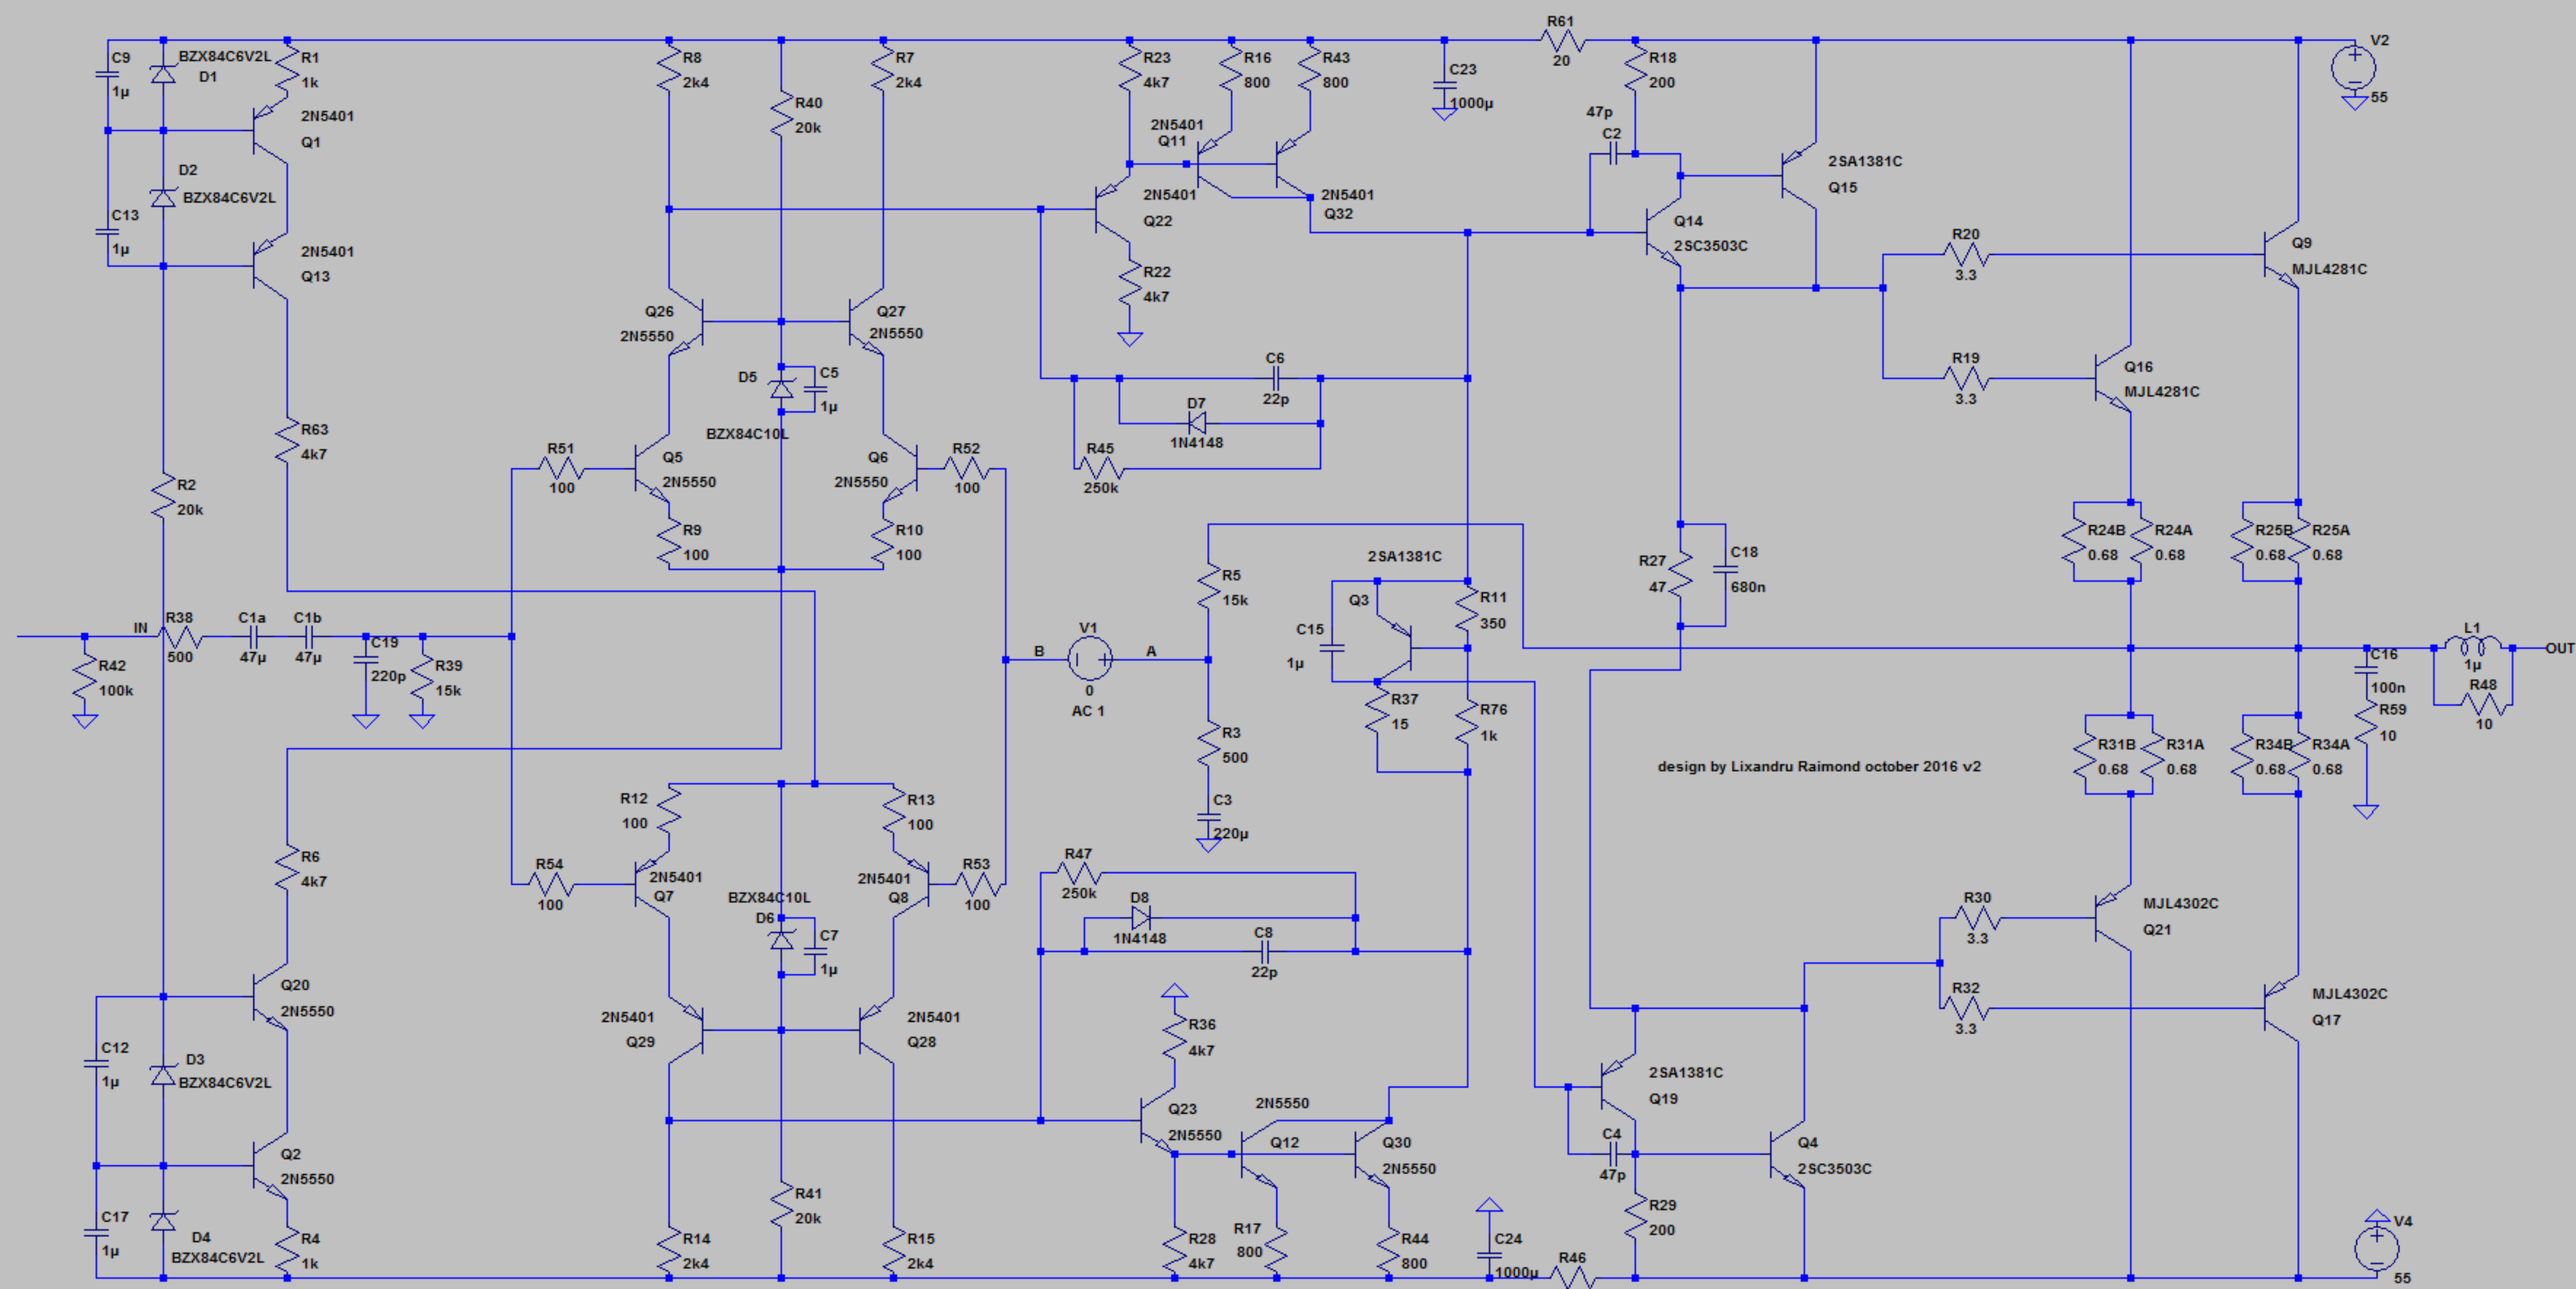 C9
1µ
BZX84C6V2L
D1
R1
1k
2N5401
Q1
D2
BZX84C6V2L
C13
1µ
2N5401
Q13
R63
4k7
R2
20k
IN
R38
500
C1a
47µ
C1b
47µ
C19
220p
R39
15k
R42
100k
R6
4k7
Q20
2N5550
C12
1µ
D3
BZX84C6V2L
Q2
2N5550
C17
1µ
D4
BZX84C6V2L
R4
1k
R8
2k4
R40
20k
R7
2k4
Q26
2N5550
Q27
2N5550
D5
C5
1µ
BZX84C10L
R51
100
Q5
2N5550
Q6
2N5550
R52
100
R9
100
R10
100
R12
100
R13
100
R54
100
2N5401
Q7
2N5401
Q8
R53
100
BZX84C10L
D6
C7
1µ
2N5401
Q29
2N5401
Q28
R41
20k
R14
2k4
R15
2k4
R23
4k7
R16
800
R43
800
2N5401
Q11
2N5401
Q22
2N5401
Q32
R22
4k7
C23
1000µ
C6
22p
D7
1N4148
R45
250k
R5
15k
V1
B
A
0
AC 1
R3
500
C3
220µ
2SA1381C
Q3
R11
350
C15
1µ
R37
15
R76
1k
R47
250k
D8
1N4148
C8
22p
R36
4k7
Q23
2N5550
2N5550
Q12
Q30
2N5550
R28
4k7
R17
800
R44
800
C24
1000µ
R46
R61
20
R18
200
47p
C2
2SA1381C
Q15
Q14
2SC3503C
R20
3.3
R19
3.3
Q9
MJL4281C
Q16
MJL4281C
V2
55
R27
47
C18
680n
R24B
0.68
R24A
0.68
R25B
0.68
R25A
0.68
C16
100n
R59
10
L1
1µ
R48
10
OUT
R31B
0.68
R31A
0.68
R34B
0.68
R34A
0.68
design by Lixandru Raimond october 2016 v2
R30
3.3
R32
3.3
MJL4302C
Q21
MJL4302C
Q17
2SA1381C
Q19
C4
47p
Q4
2SC3503C
R29
200
V4
55